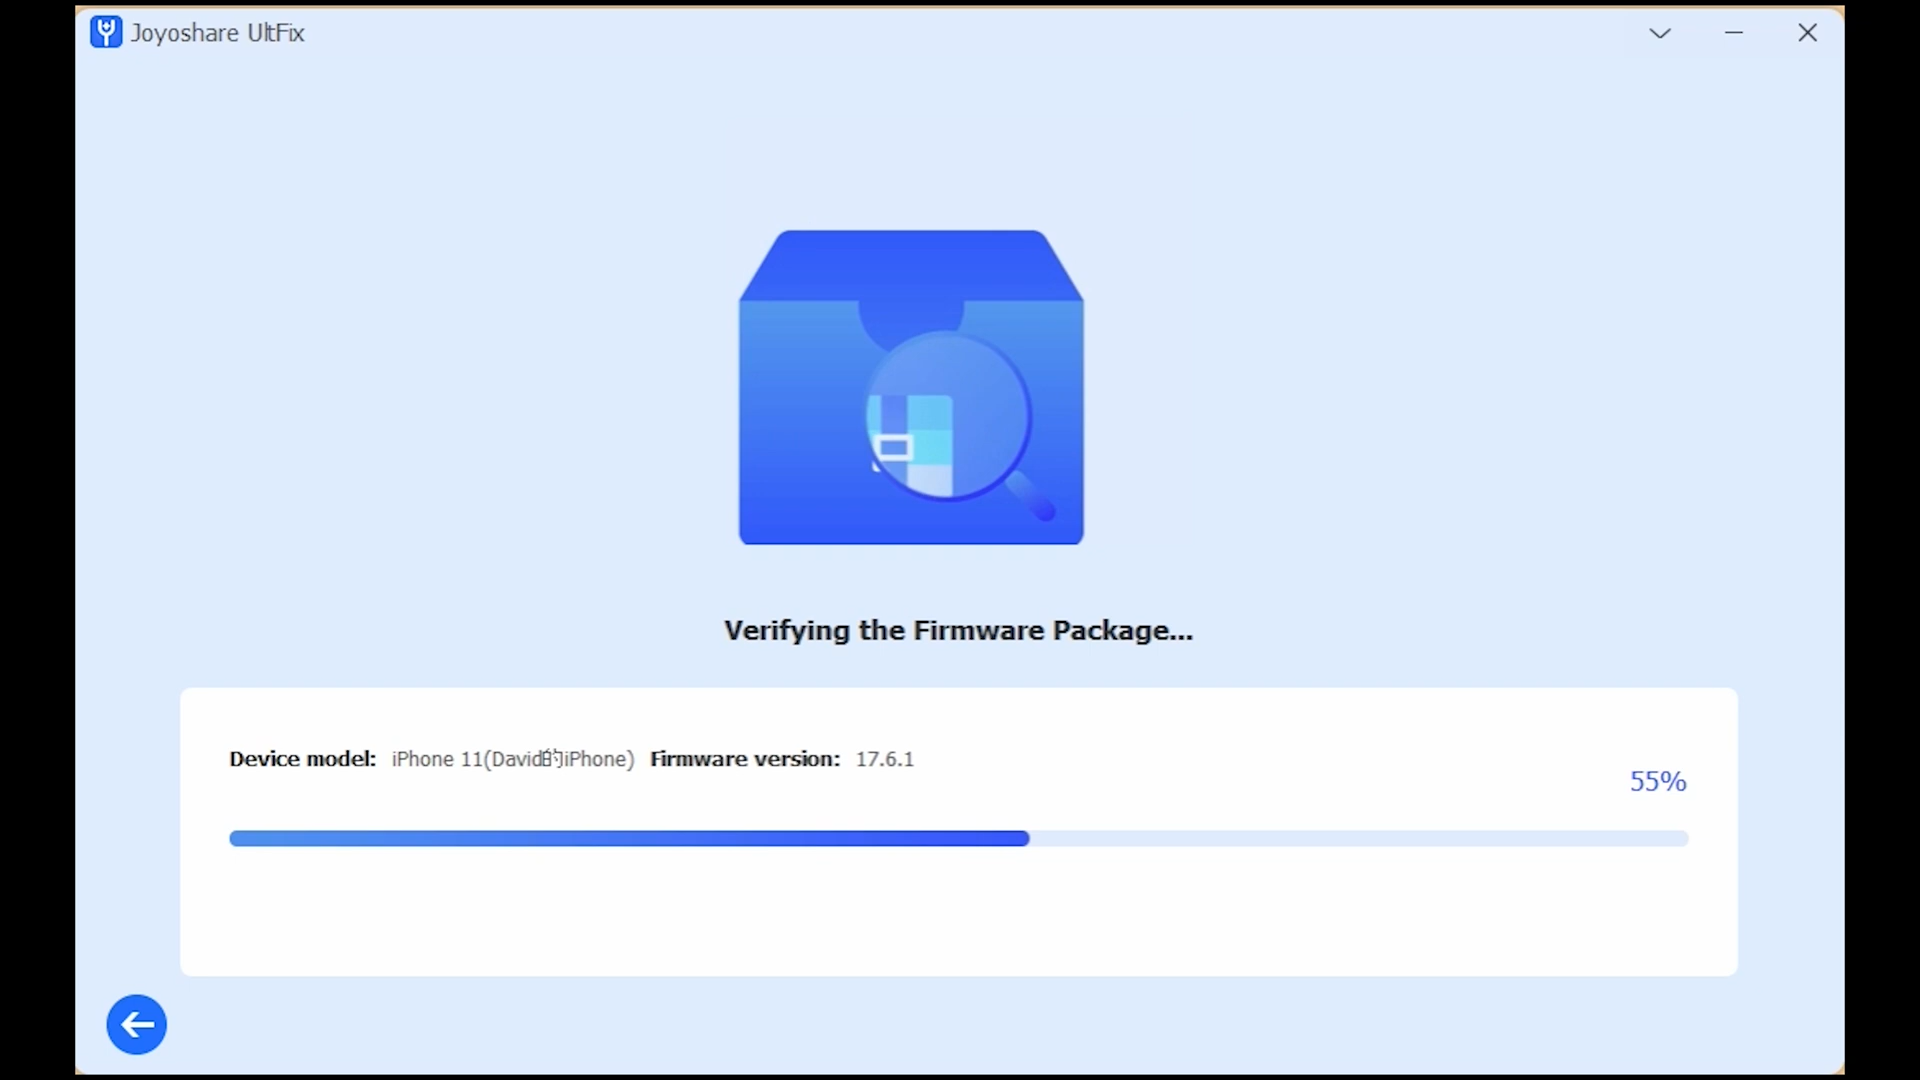 Joyoshare UltFix
Verifying the Firmware Package...
Device model: iPhone 11(David的iPhone) Firmware version: 17.6.1
55%